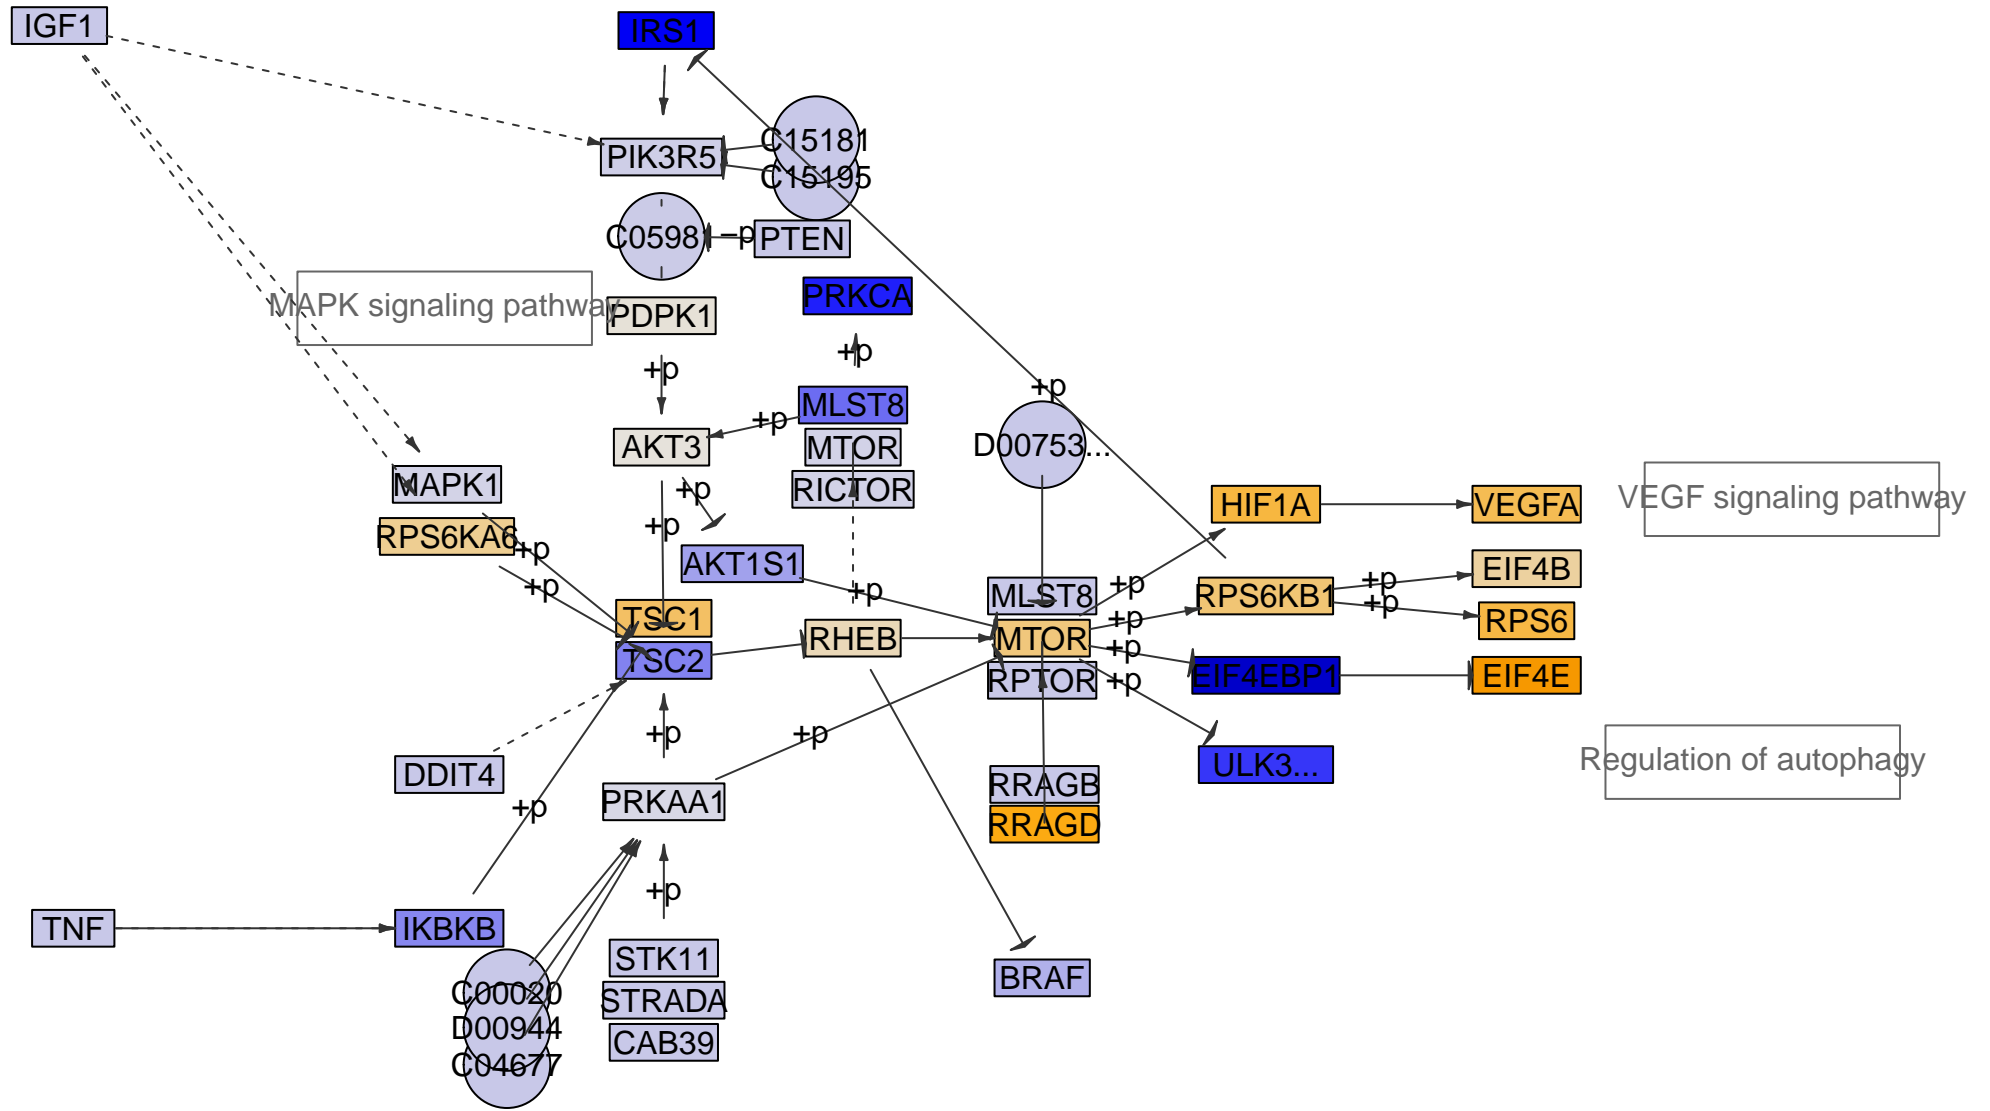 IGF1
IRS1
PIK3R5
C15181
C15195
C0598
-p
PTEN
MAPK signaling pathway
PDPK1
PRKCA
+p
+p
+p
MLST8
+p
AKT3
MTOR
D00753...
MAPK1
RICTOR
+p
RPS6KA6
+p
+p
HIF1A
VEGFA
VEGF signaling pathway
AKT1S1
+p
+p
MLST8
+p
RPS6KB1
+p
+p
EIF4B
TSC1
+p
RPS6
RHEB
MTOR
+p
TSC2
RPTOR
+p
EIF4EBP1
EIF4E
+p
+p
DDIT4
PRKAA1
RRAGB
ULK3...
Regulation of autophagy
+p
RRAGD
+p
TNF
IKBKB
STK11
BRAF
C00020
STRADA
D00944
CAB39
C04677